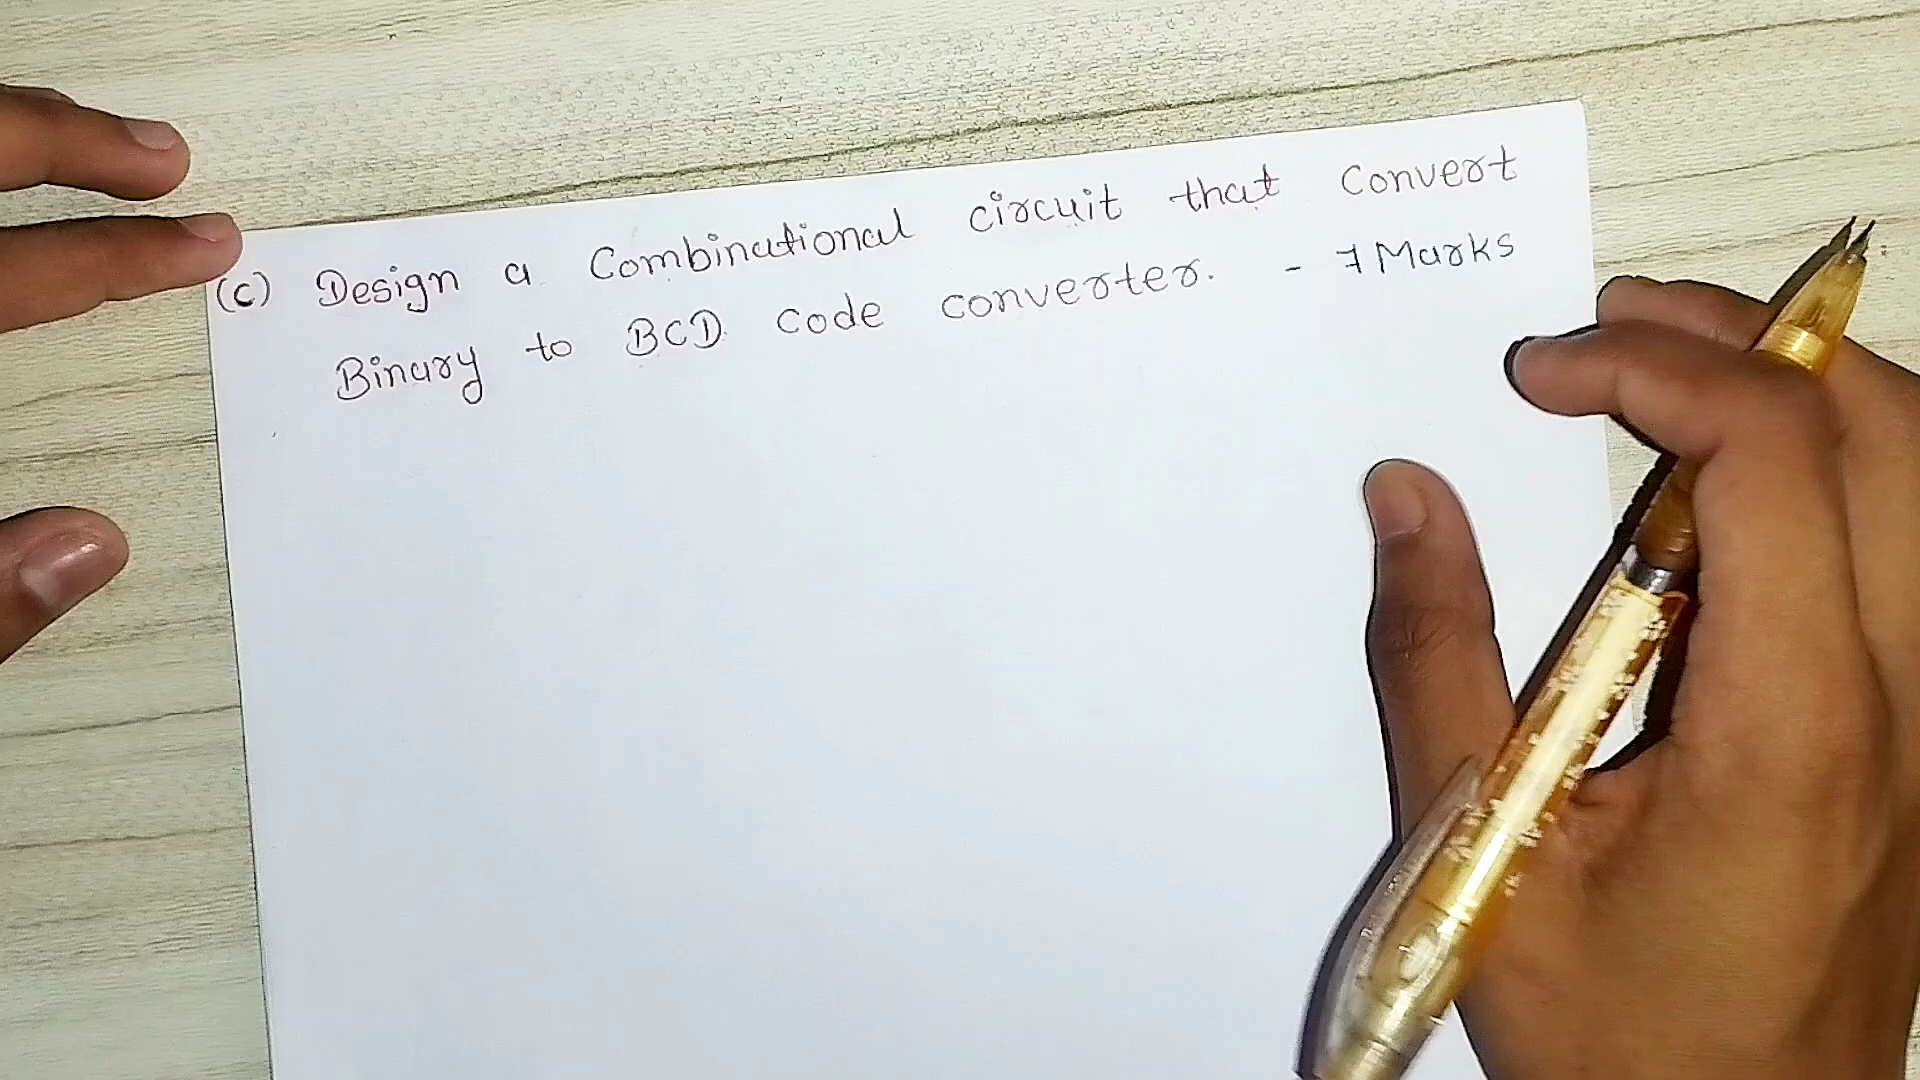 (c) Design a Combinational circuit that Convert
Binary to BCD Code converter. - 7 Marks